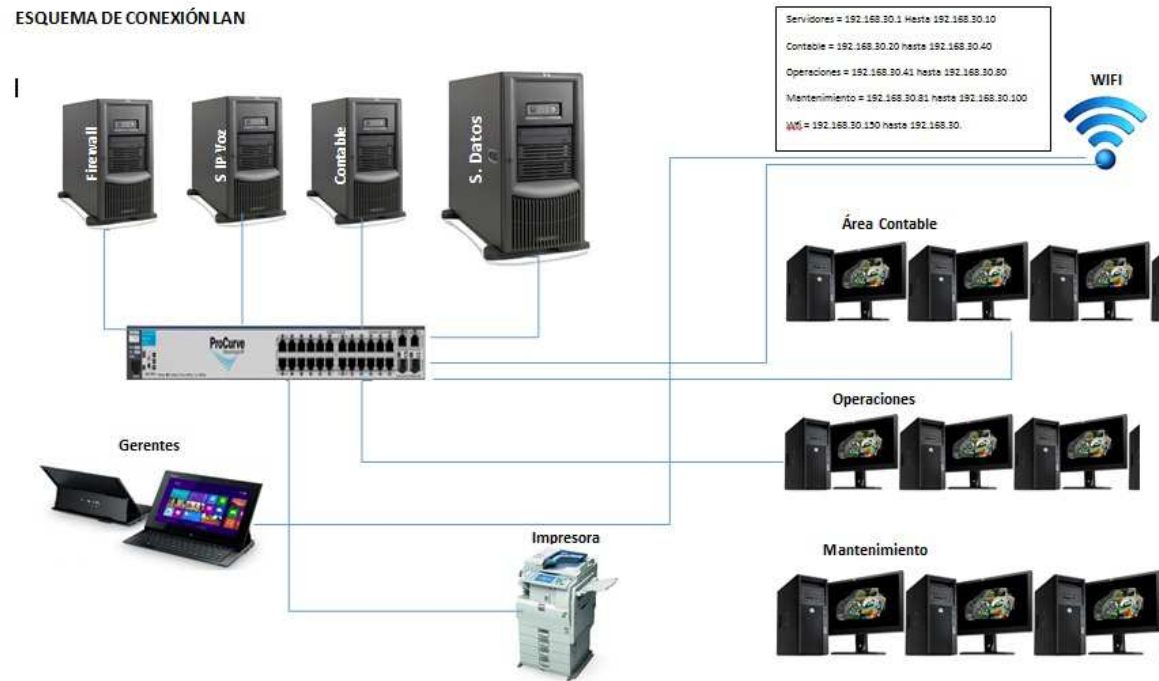 ESQUEMA DE CONEXIÓN LAN
Servidores = 192.168.30.1 Hasta 192.168.30.10
Contable = 192.168.30.20 hasta 192.168.30.40
Operaciones = 192.168.30.41 hasta 192.168.30.80
Mantenimiento = 192.168.30.81 hasta 192.168.30.100
Wifi = 192.168.30.150 hasta 192.168.30.
WIFI
Firewall
S IP Voz
Contable
S. Datos
Área Contable
ProCurve
Operaciones
Gerentes
Impresora
Mantenimiento